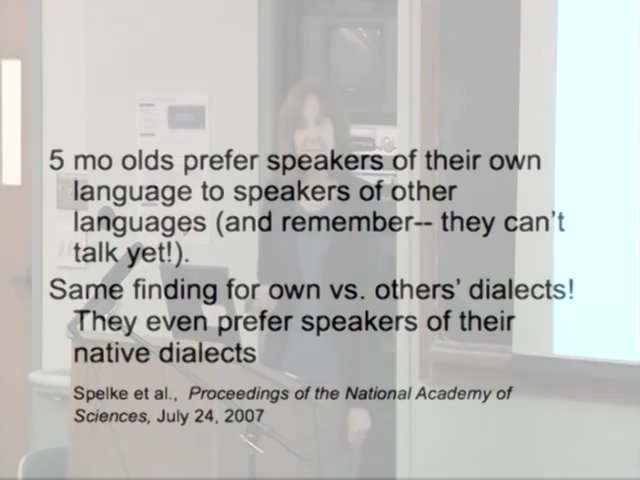 5 mo olds prefer speakers of their own
language to speakers of other
languages (and remember-- they can't
talk yet!).
Same finding for own vs. others' dialects!
They even prefer speakers of their
native dialects
Spelke et al., Proceedings of the National Academy of
Sciences, July 24, 2007